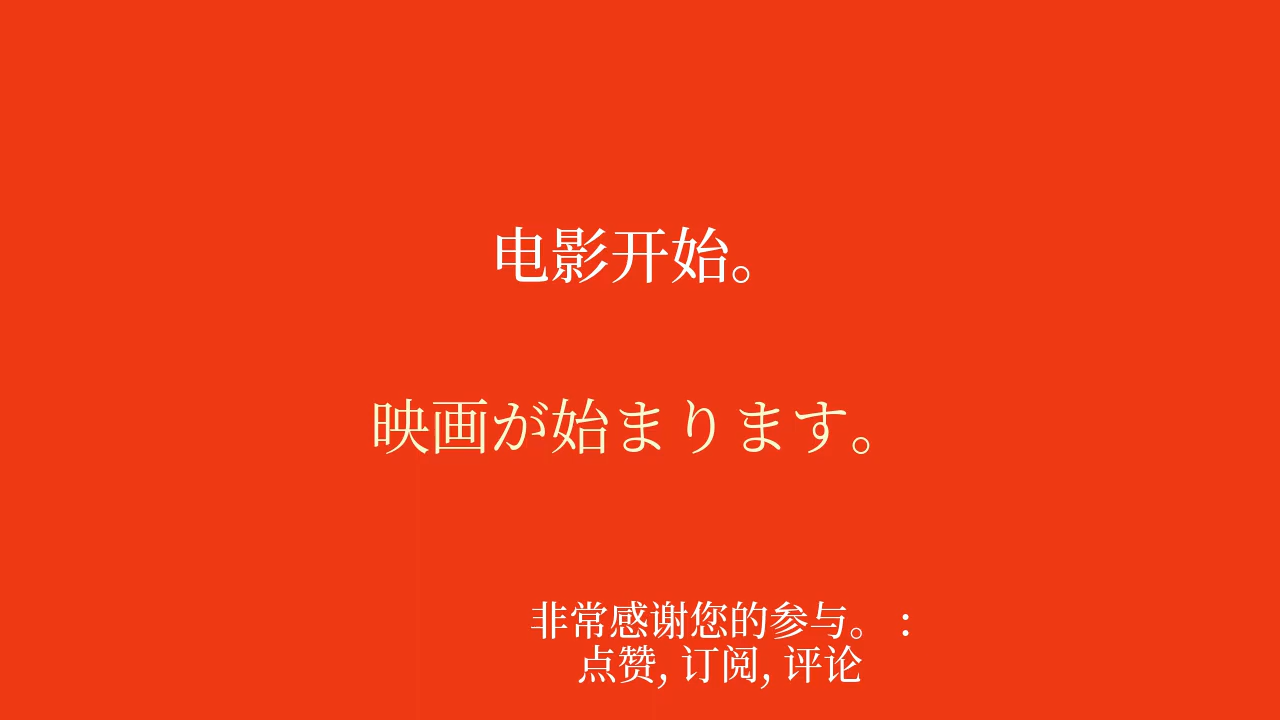 电影开始。
映画が始まります。
非常感谢您的参与。 :
点赞, 订阅, 评论